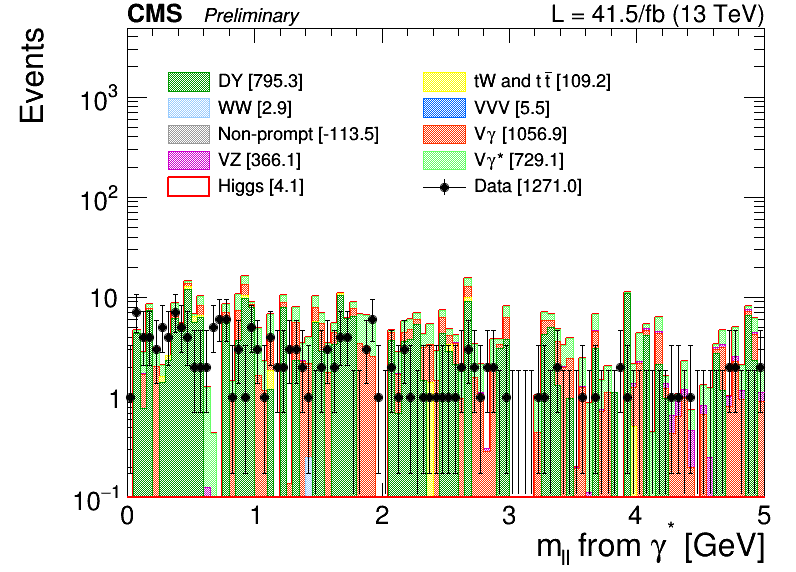 CMS Preliminary L = 41.5/fb (13 TeV)
Events
10³
10²
10
1
10⁻¹
DY [795.3]
WW [2.9]
Non-prompt [-113.5]
VZ [366.1]
Higgs [4.1]
tW and tt̅ [109.2]
VVV [5.5]
Vγ [1056.9]
Vγ* [729.1]
Data [1271.0]
0 1 2 3 4 5
m_ll from γ* [GeV]